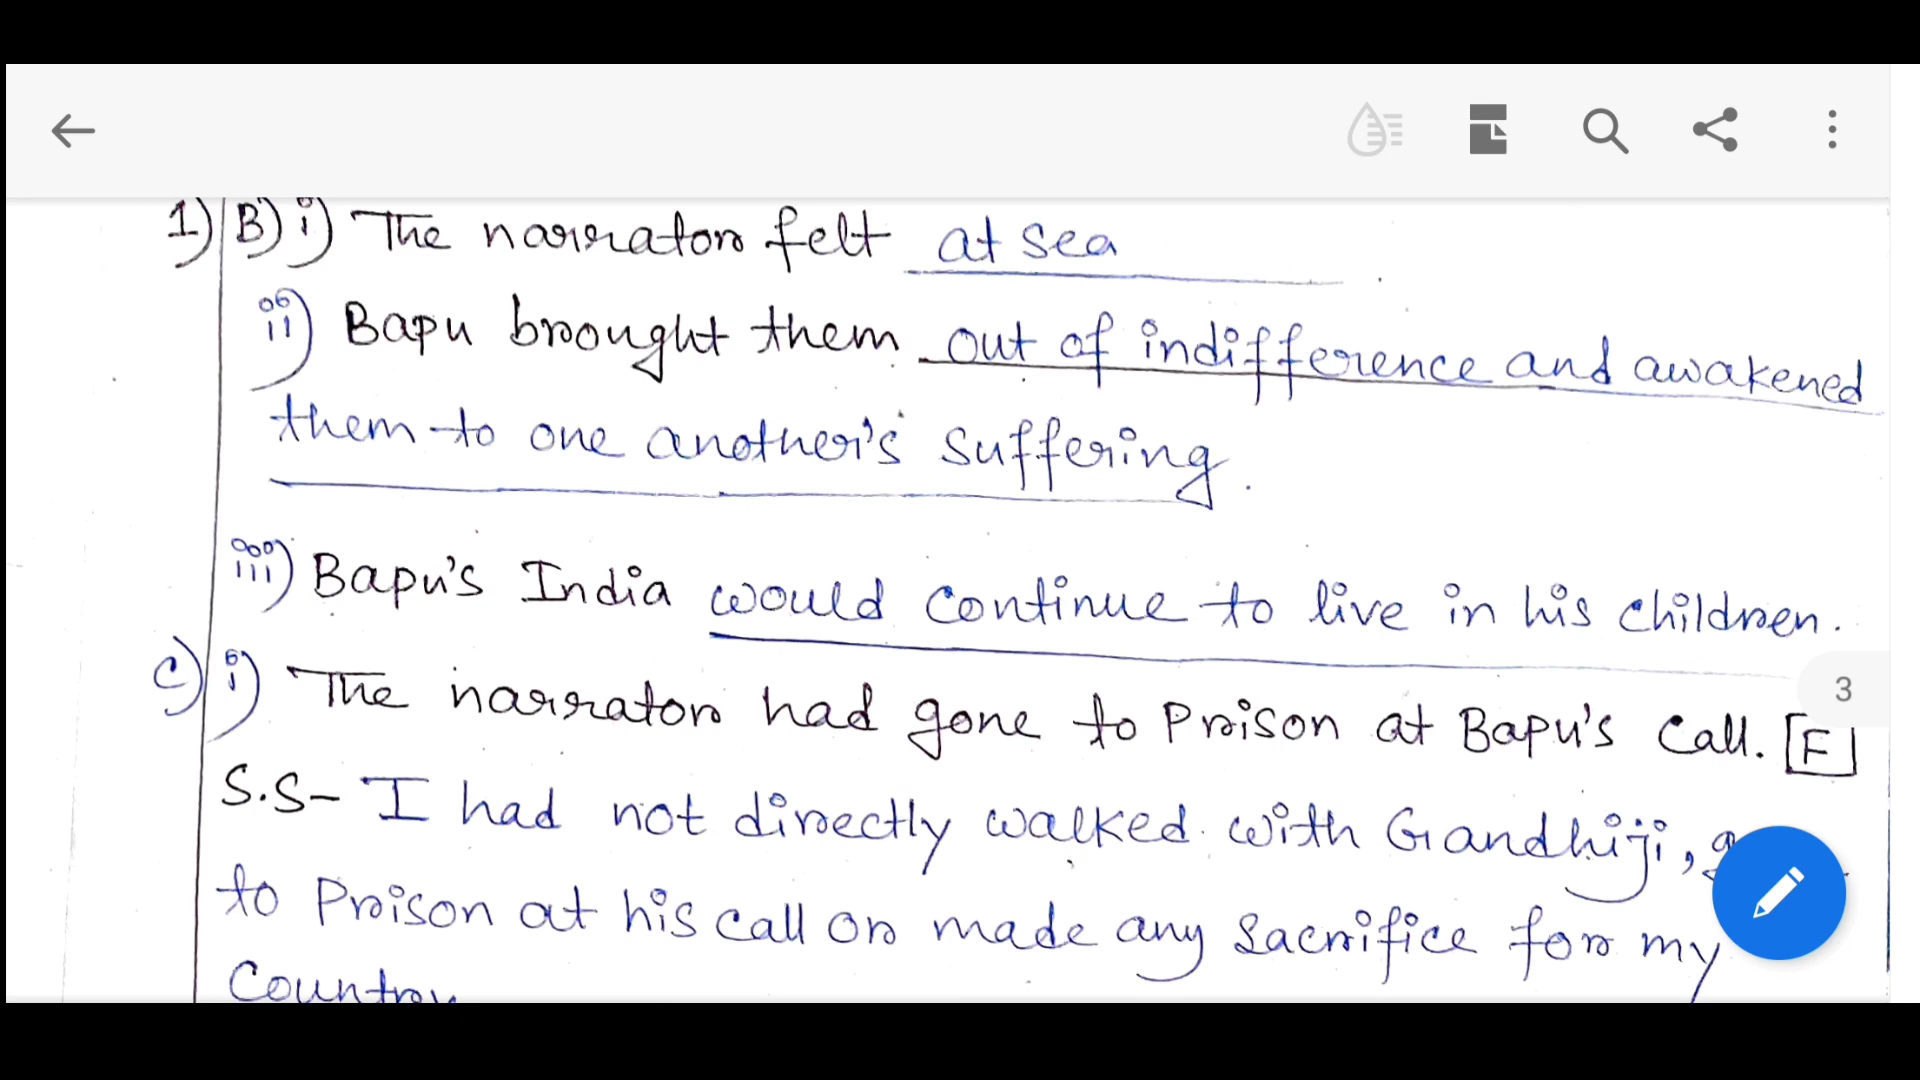 1) B) i) The narrator felt at sea.
ii) Bapu brought them out of indifference and awakened
them to one another's suffering.
iii) Bapu's India would continue to live in his children.
3
C) i) The narrator had gone to Prison at Bapu's call. [F]
S.S- I had not directly walked with Gandhiji,
to Prison at his call or made any sacrifice for my
Country